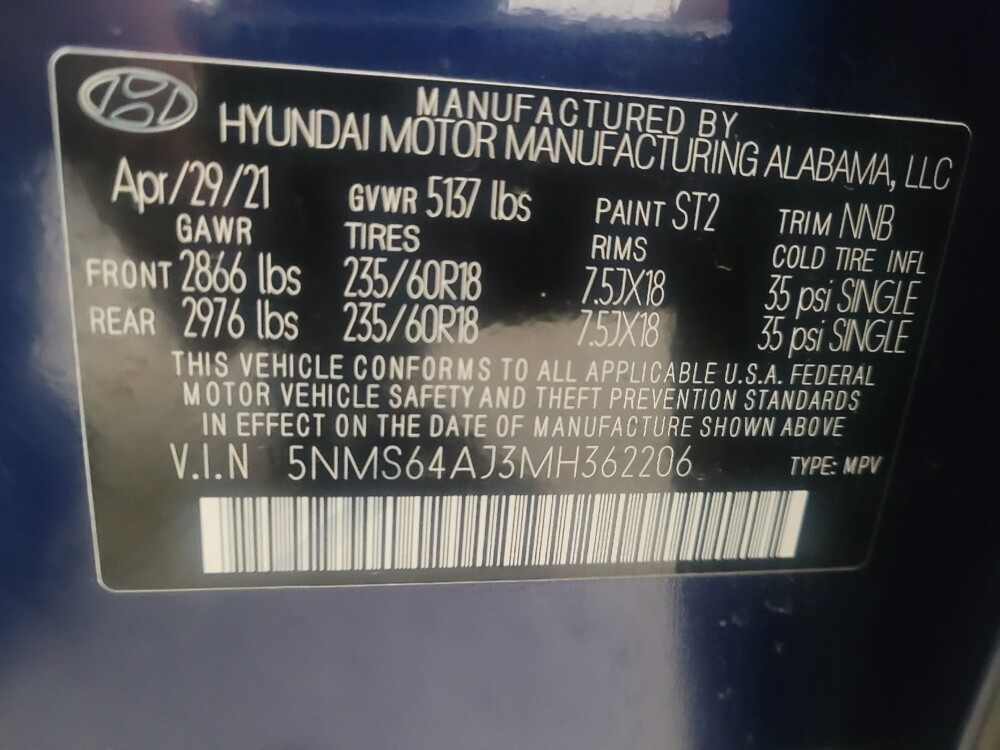 MANUFACTURED BY
HYUNDAI MOTOR MANUFACTURING ALABAMA, LLC
Apr/29/21 GVWR 5137 lbs PAINT ST2 TRIM NNB
GAWR TIRES RIMS COLD TIRE INFL
FRONT 2866 lbs 235/60R18 7.5JX18 35 psi SINGLE
REAR 2976 lbs 235/60R18 7.5JX18 35 psi SINGLE
THIS VEHICLE CONFORMS TO ALL APPLICABLE U.S.A. FEDERAL
MOTOR VEHICLE SAFETY AND THEFT PREVENTION STANDARDS
IN EFFECT ON THE DATE OF MANUFACTURE SHOWN ABOVE
V.I.N 5NMS64AJ3MH362206 TYPE: MPV